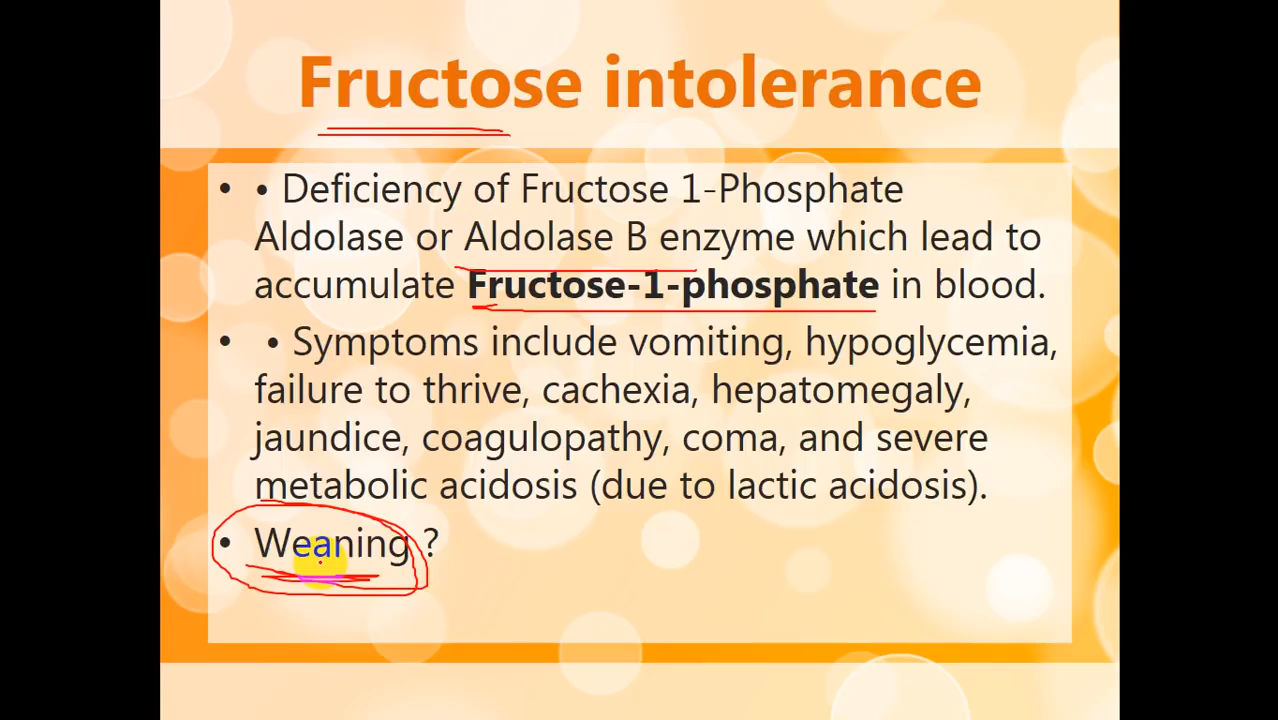 Fructose intolerance
• • Deficiency of Fructose 1-Phosphate
Aldolase or Aldolase B enzyme which lead to
accumulate Fructose-1-phosphate in blood.
• • Symptoms include vomiting, hypoglycemia,
failure to thrive, cachexia, hepatomegaly,
jaundice, coagulopathy, coma, and severe
metabolic acidosis (due to lactic acidosis).
• Weaning ?